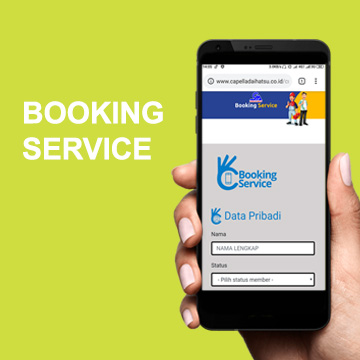 BOOKING
SERVICE
www.capelladaihatsu.co.id
Booking Service
Booking
Service
Data Pribadi
Nama
NAMA LENGKAP
Status
- Pilih status member -